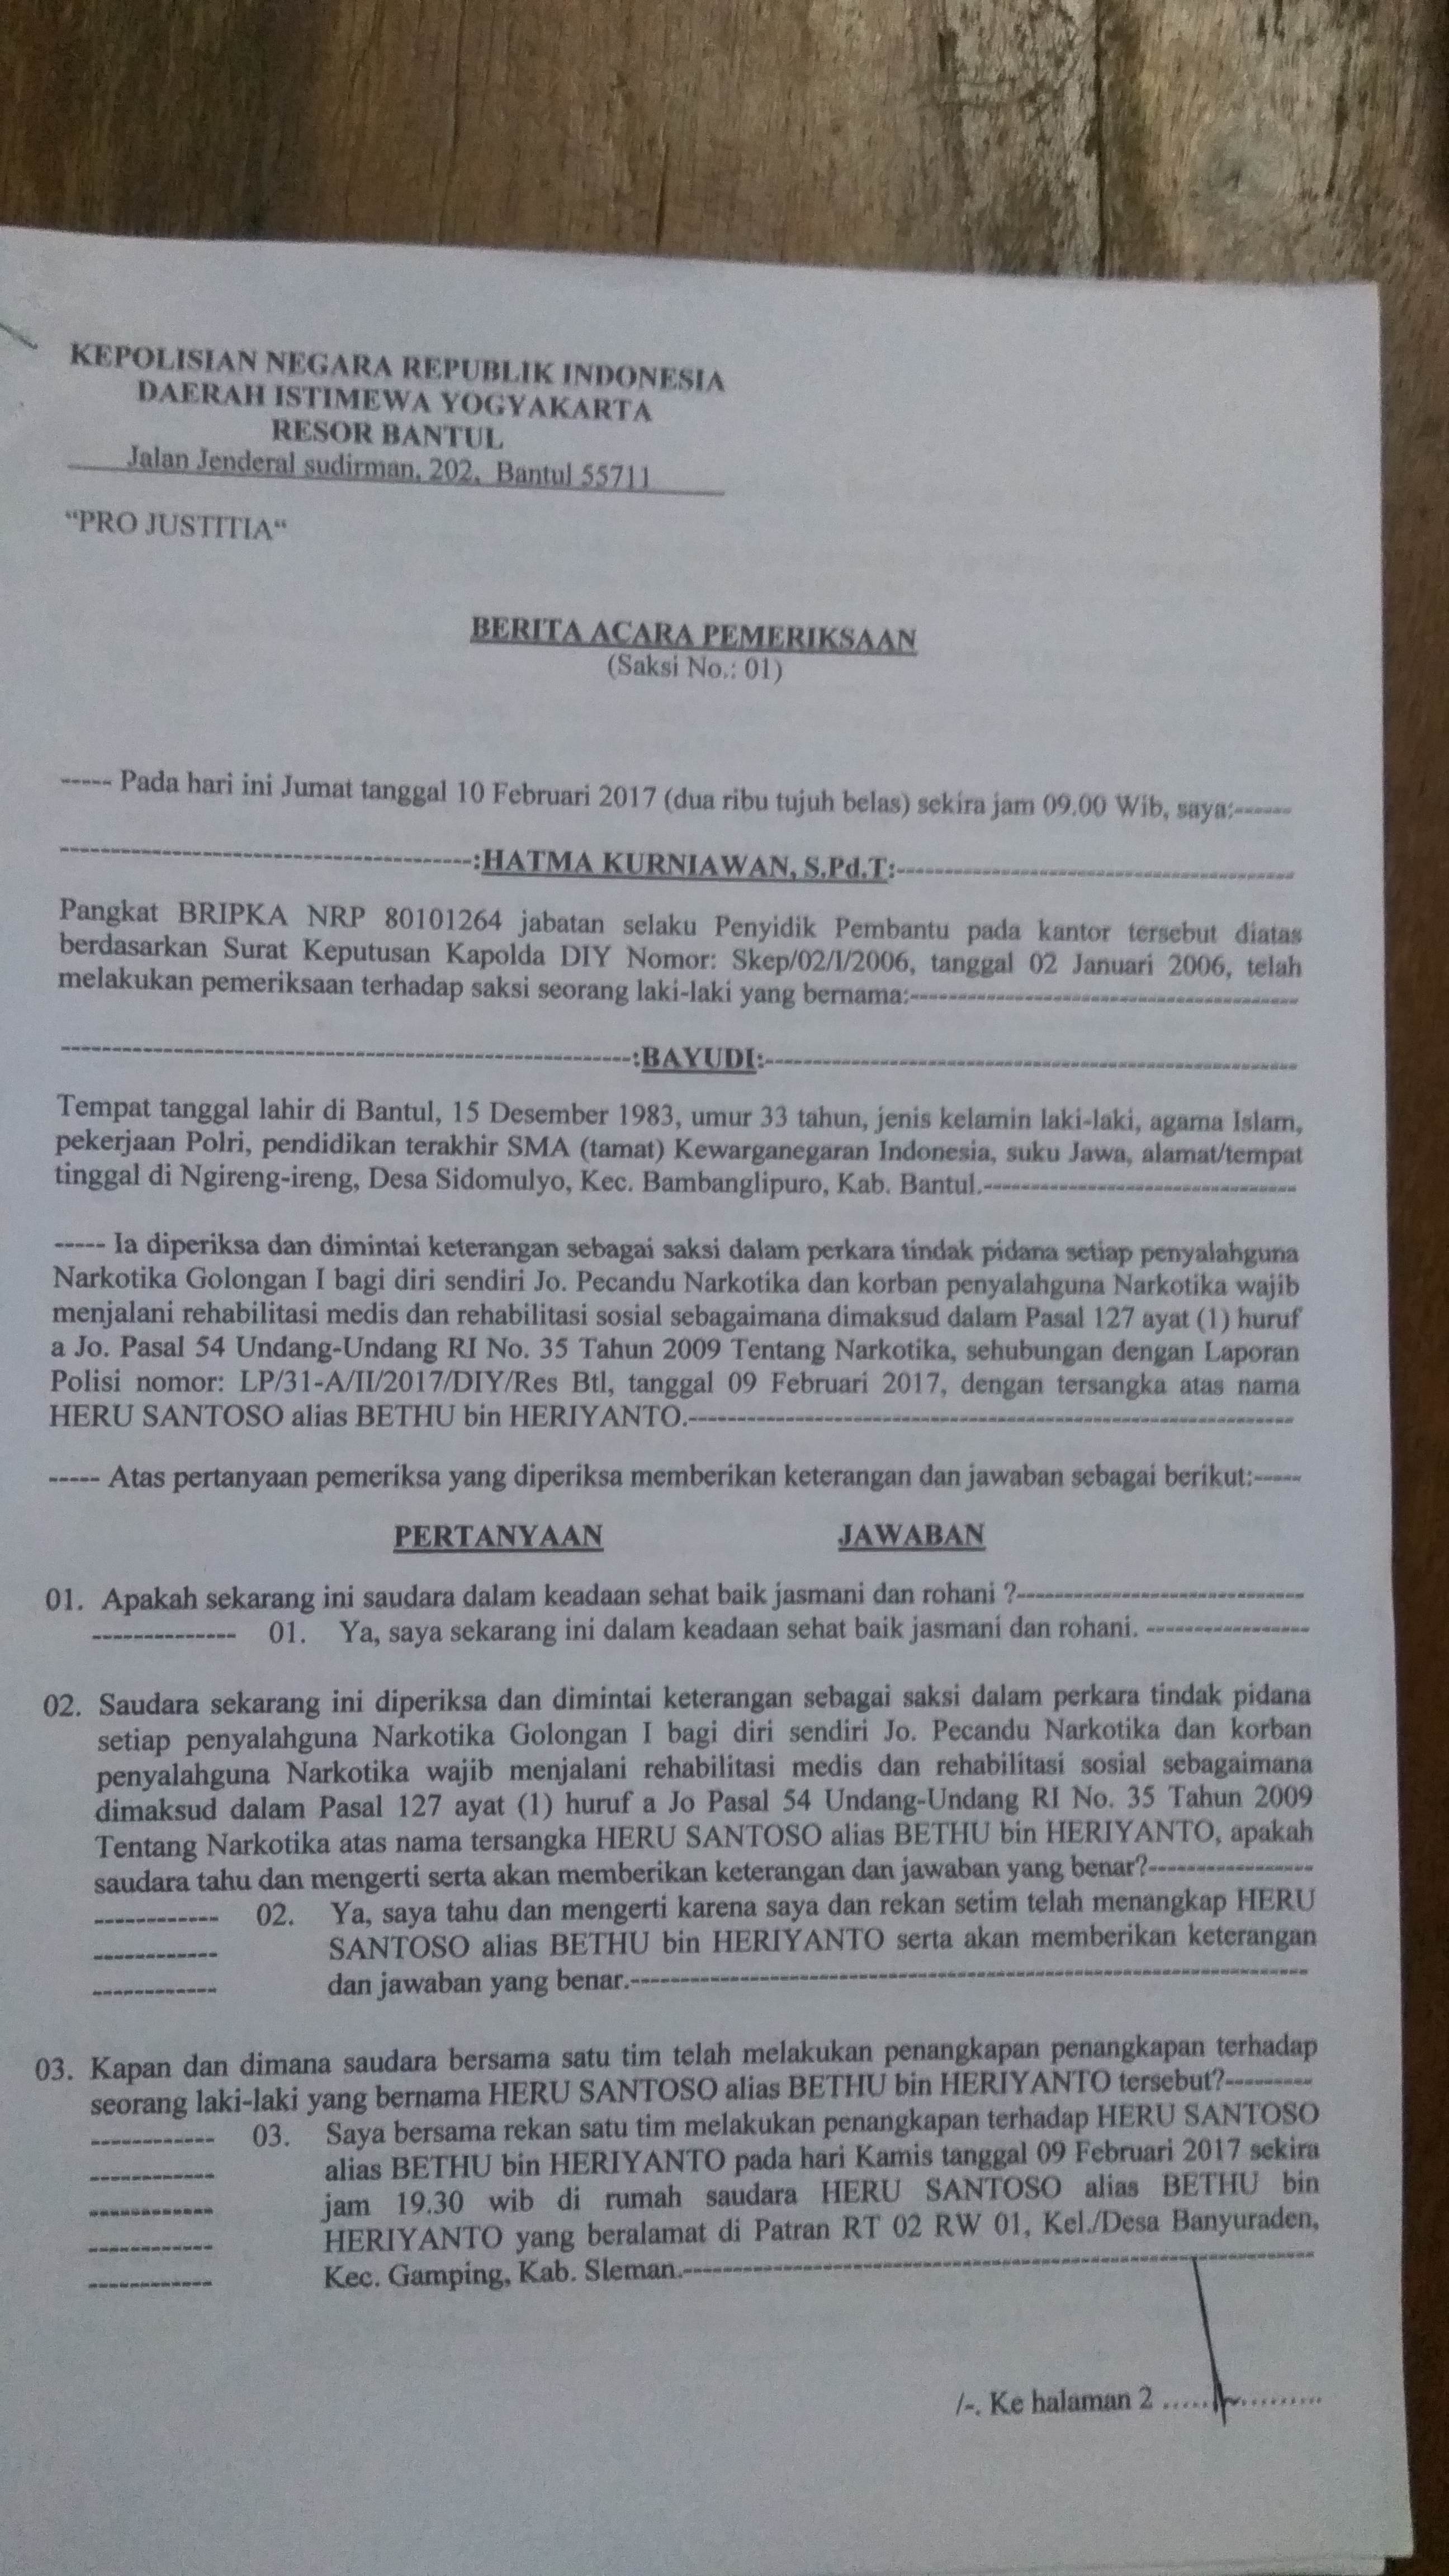 KEPOLISIAN NEGARA REPUBLIK INDONESIA
DAERAH ISTIMEWA YOGYAKARTA
RESOR BANTUL
Jalan Jenderal sudirman, 202, Bantul 55711
“PRO JUSTITIA“
BERITA ACARA PEMERIKSAAN
(Saksi No.: 01)
----- Pada hari ini Jumat tanggal 10 Februari 2017 (dua ribu tujuh belas) sekira jam 09.00 Wib, saya:------
----------------------------------------:HATMA KURNIAWAN, S.Pd.T:----------------------------------------
Pangkat BRIPKA NRP 80101264 jabatan selaku Penyidik Pembantu pada kantor tersebut diatas
berdasarkan Surat Keputusan Kapolda DIY Nomor: Skep/02/I/2006, tanggal 02 Januari 2006, telah
melakukan pemeriksaan terhadap saksi seorang laki-laki yang bernama:----------------------------------------
--------------------------------------------------------:BAYUDI:------------------------------------------------------
Tempat tanggal lahir di Bantul, 15 Desember 1983, umur 33 tahun, jenis kelamin laki-laki, agama Islam,
pekerjaan Polri, pendidikan terakhir SMA (tamat) Kewarganegaran Indonesia, suku Jawa, alamat/tempat
tinggal di Ngireng-ireng, Desa Sidomulyo, Kec. Bambanglipuro, Kab. Bantul.--------------------------------
----- Ia diperiksa dan dimintai keterangan sebagai saksi dalam perkara tindak pidana setiap penyalahguna
Narkotika Golongan I bagi diri sendiri Jo. Pecandu Narkotika dan korban penyalahguna Narkotika wajib
menjalani rehabilitasi medis dan rehabilitasi sosial sebagaimana dimaksud dalam Pasal 127 ayat (1) huruf
a Jo. Pasal 54 Undang-Undang RI No. 35 Tahun 2009 Tentang Narkotika, sehubungan dengan Laporan
Polisi nomor: LP/31-A/II/2017/DIY/Res Btl, tanggal 09 Februari 2017, dengan tersangka atas nama
HERU SANTOSO alias BETHU bin HERIYANTO.--------------------------------------------------------------
----- Atas pertanyaan pemeriksa yang diperiksa memberikan keterangan dan jawaban sebagai berikut:-----
PERTANYAAN JAWABAN
01. Apakah sekarang ini saudara dalam keadaan sehat baik jasmani dan rohani ?-----------------------------
-------------- 01. Ya, saya sekarang ini dalam keadaan sehat baik jasmani dan rohani. -----------------
02. Saudara sekarang ini diperiksa dan dimintai keterangan sebagai saksi dalam perkara tindak pidana
setiap penyalahguna Narkotika Golongan I bagi diri sendiri Jo. Pecandu Narkotika dan korban
penyalahguna Narkotika wajib menjalani rehabilitasi medis dan rehabilitasi sosial sebagaimana
dimaksud dalam Pasal 127 ayat (1) huruf a Jo Pasal 54 Undang-Undang RI No. 35 Tahun 2009
Tentang Narkotika atas nama tersangka HERU SANTOSO alias BETHU bin HERIYANTO, apakah
saudara tahu dan mengerti serta akan memberikan keterangan dan jawaban yang benar?-----------------
------------ 02. Ya, saya tahu dan mengerti karena saya dan rekan setim telah menangkap HERU
------------ SANTOSO alias BETHU bin HERIYANTO serta akan memberikan keterangan
------------ dan jawaban yang benar.--------------------------------------------------------------------
03. Kapan dan dimana saudara bersama satu tim telah melakukan penangkapan penangkapan terhadap
seorang laki-laki yang bernama HERU SANTOSO alias BETHU bin HERIYANTO tersebut?---------
------------ 03. Saya bersama rekan satu tim melakukan penangkapan terhadap HERU SANTOSO
------------ alias BETHU bin HERIYANTO pada hari Kamis tanggal 09 Februari 2017 sekira
------------ jam 19.30 wib di rumah saudara HERU SANTOSO alias BETHU bin
------------ HERIYANTO yang beralamat di Patran RT 02 RW 01, Kel./Desa Banyuraden,
------------ Kec. Gamping, Kab. Sleman.---------------------------------------------------------------
/-. Ke halaman 2 .....................